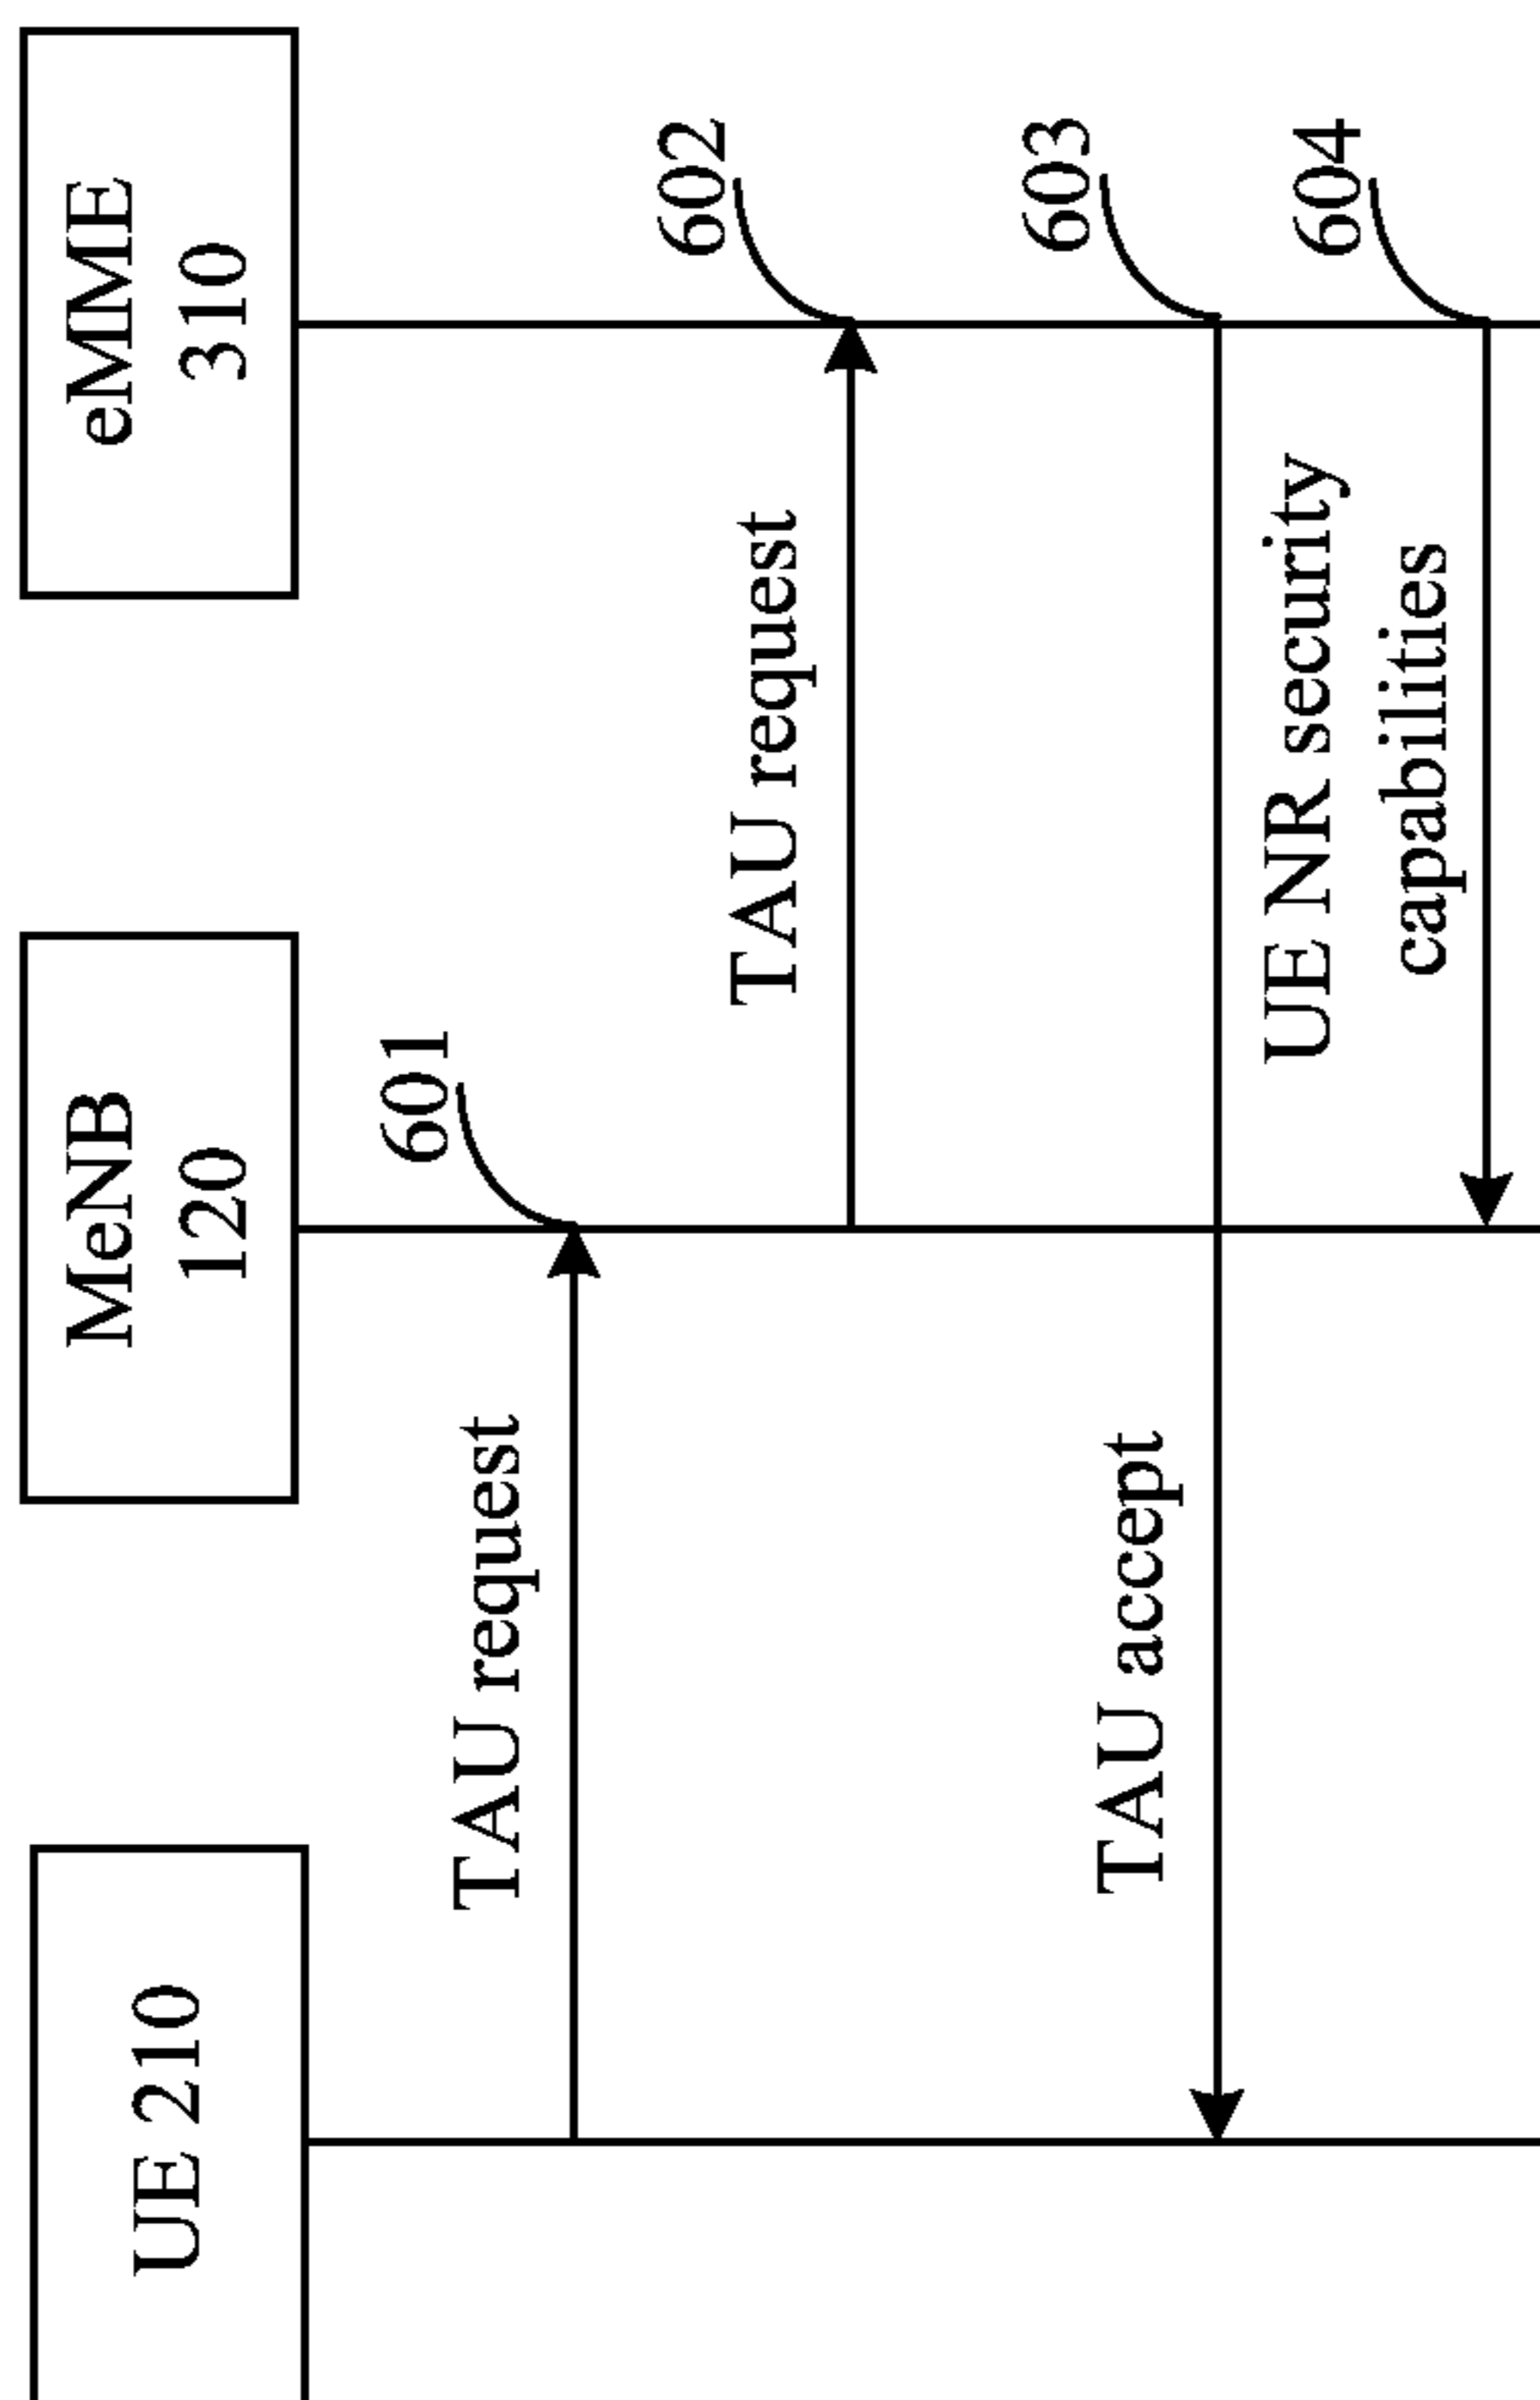 UE 210
MeNB
120
eMME
310
601
TAU request
602
TAU request
603
TAU accept
604
UE NR security
capabilities